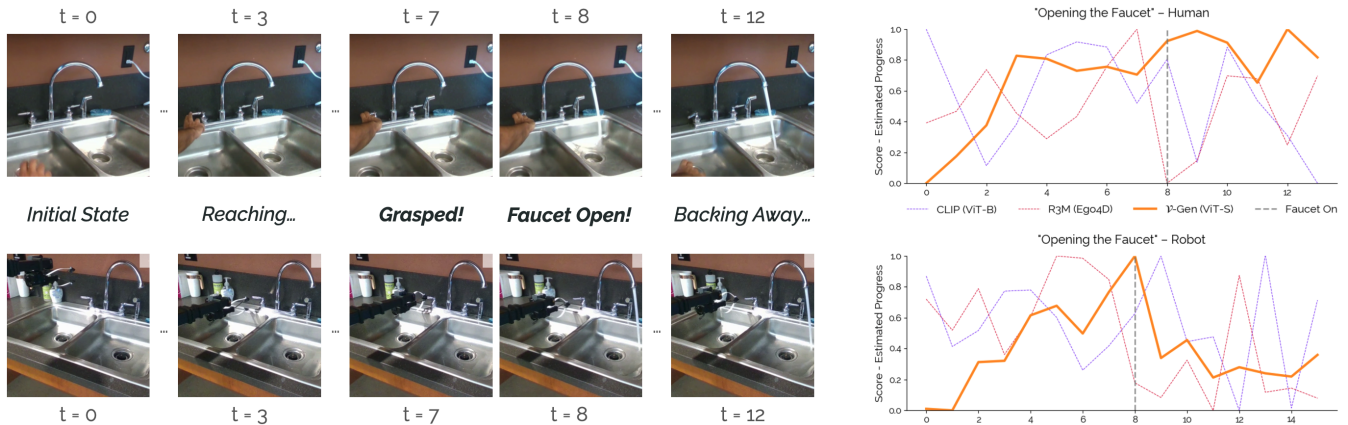 t = 0
t = 3
t = 7
t = 8
t = 12
...
...
...
Initial State
Reaching...
Grasped!
Faucet Open!
Backing Away...
...
...
...
t = 0
t = 3
t = 7
t = 8
t = 12
"Opening the Faucet" – Human
Score - Estimated Progress
1.0
0.8
0.6
0.4
0.2
0.0
0
2
4
6
8
10
12
CLIP (ViT-B)
R3M (Ego4D)
𝒱-Gen (ViT-S)
Faucet On
"Opening the Faucet" – Robot
Score - Estimated Progress
1.0
0.8
0.6
0.4
0.2
0.0
0
2
4
6
8
10
12
14